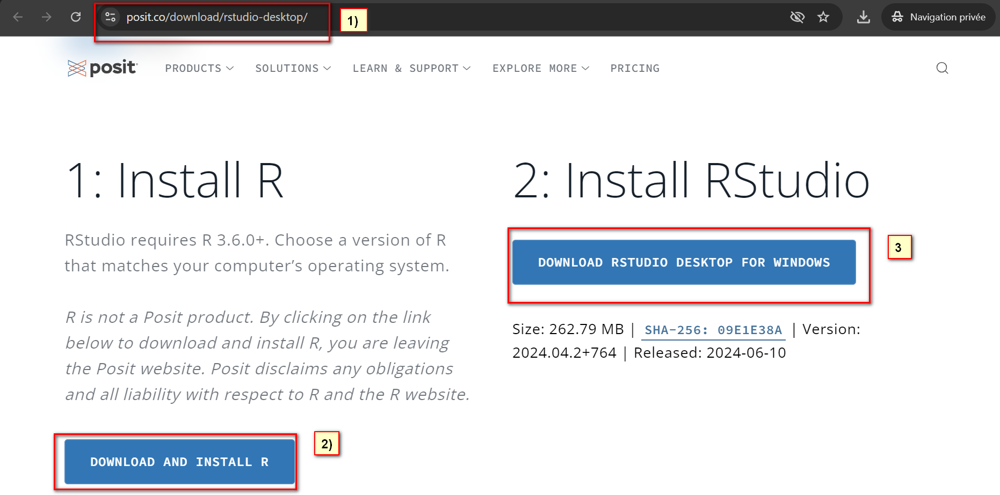 posit.co/download/rstudio-desktop/
1)
Navigation privée
posit
PRODUCTS
SOLUTIONS
LEARN & SUPPORT
EXPLORE MORE
PRICING
1: Install R
RStudio requires R 3.6.0+. Choose a version of R
that matches your computer’s operating system.
R is not a Posit product. By clicking on the link
below to download and install R, you are leaving
the Posit website. Posit disclaims any obligations
and all liability with respect to R and the R website.
DOWNLOAD AND INSTALL R
2)
2: Install RStudio
DOWNLOAD RSTUDIO DESKTOP FOR WINDOWS
3
Size: 262.79 MB | SHA-256: 09E1E38A | Version:
2024.04.2+764 | Released: 2024-06-10